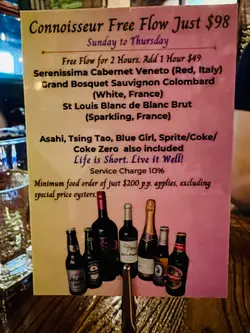 Connoisseur Free Flow Just $98
Sunday to Thursday
Free Flow for 2 Hours. Add 1 Hour $49
Serenissima Cabernet Veneto (Red, Italy)
Grand Bosquet Sauvignon Colombard
(White, France)
St Louis Blanc de Blanc Brut
(Sparkling, France)
Asahi, Tsing Tao, Blue Girl, Sprite/Coke/
Coke Zero also included
Life is Short. Live it Well!
Service Charge 10%
Minimum food order of just $200 p.p. applies, excluding
special price oysters.